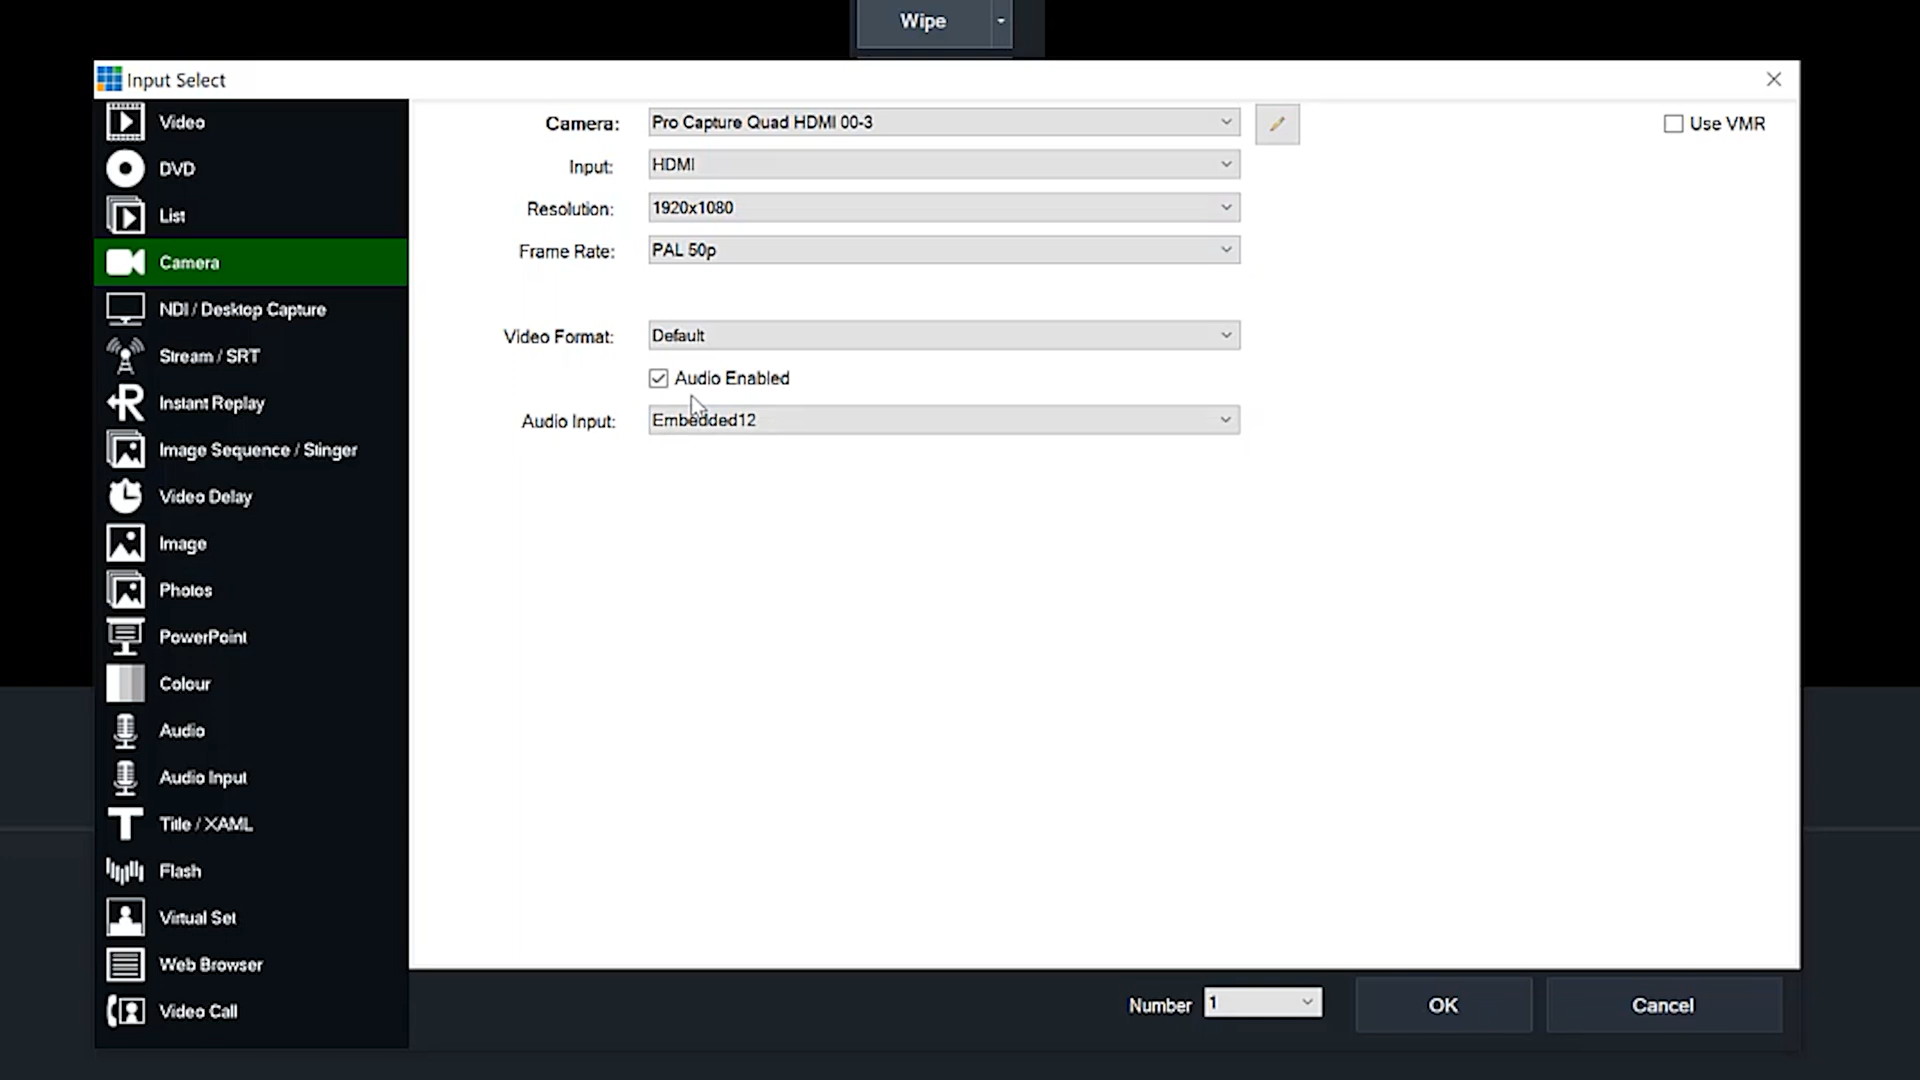 Wipe
Input Select
Video
DVD
List
Camera
NDI / Desktop Capture
Stream / SRT
Instant Replay
Image Sequence / Stinger
Video Delay
Image
Photos
PowerPoint
Colour
Audio
Audio Input
Title / XAML
Flash
Virtual Set
Web Browser
Video Call
Camera: Pro Capture Quad HDMI 00-3
Use VMR
Input: HDMI
Resolution: 1920x1080
Frame Rate: PAL 50p
Video Format: Default
Audio Enabled
Audio Input: Embedded12
Number 1
OK
Cancel